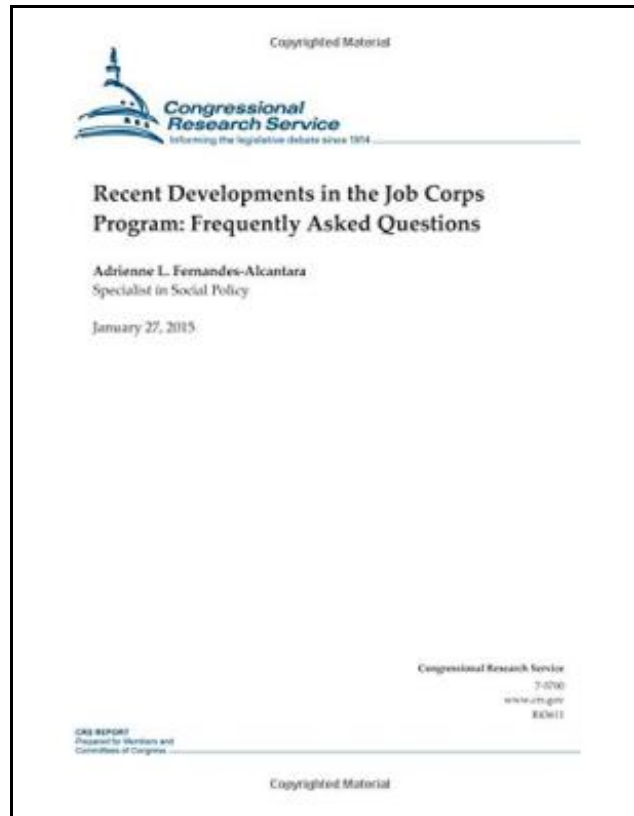 Copyrighted Material
Congressional
Research Service
Informing the legislative debate since 1914
Recent Developments in the Job Corps
Program: Frequently Asked Questions
Adrienne L. Fernandes-Alcantara
Specialist in Social Policy
January 27, 2015
Congressional Research Service
7-5700
www.crs.gov
R43611
CRS REPORT
Prepared for Members and
Committees of Congress
Copyrighted Material